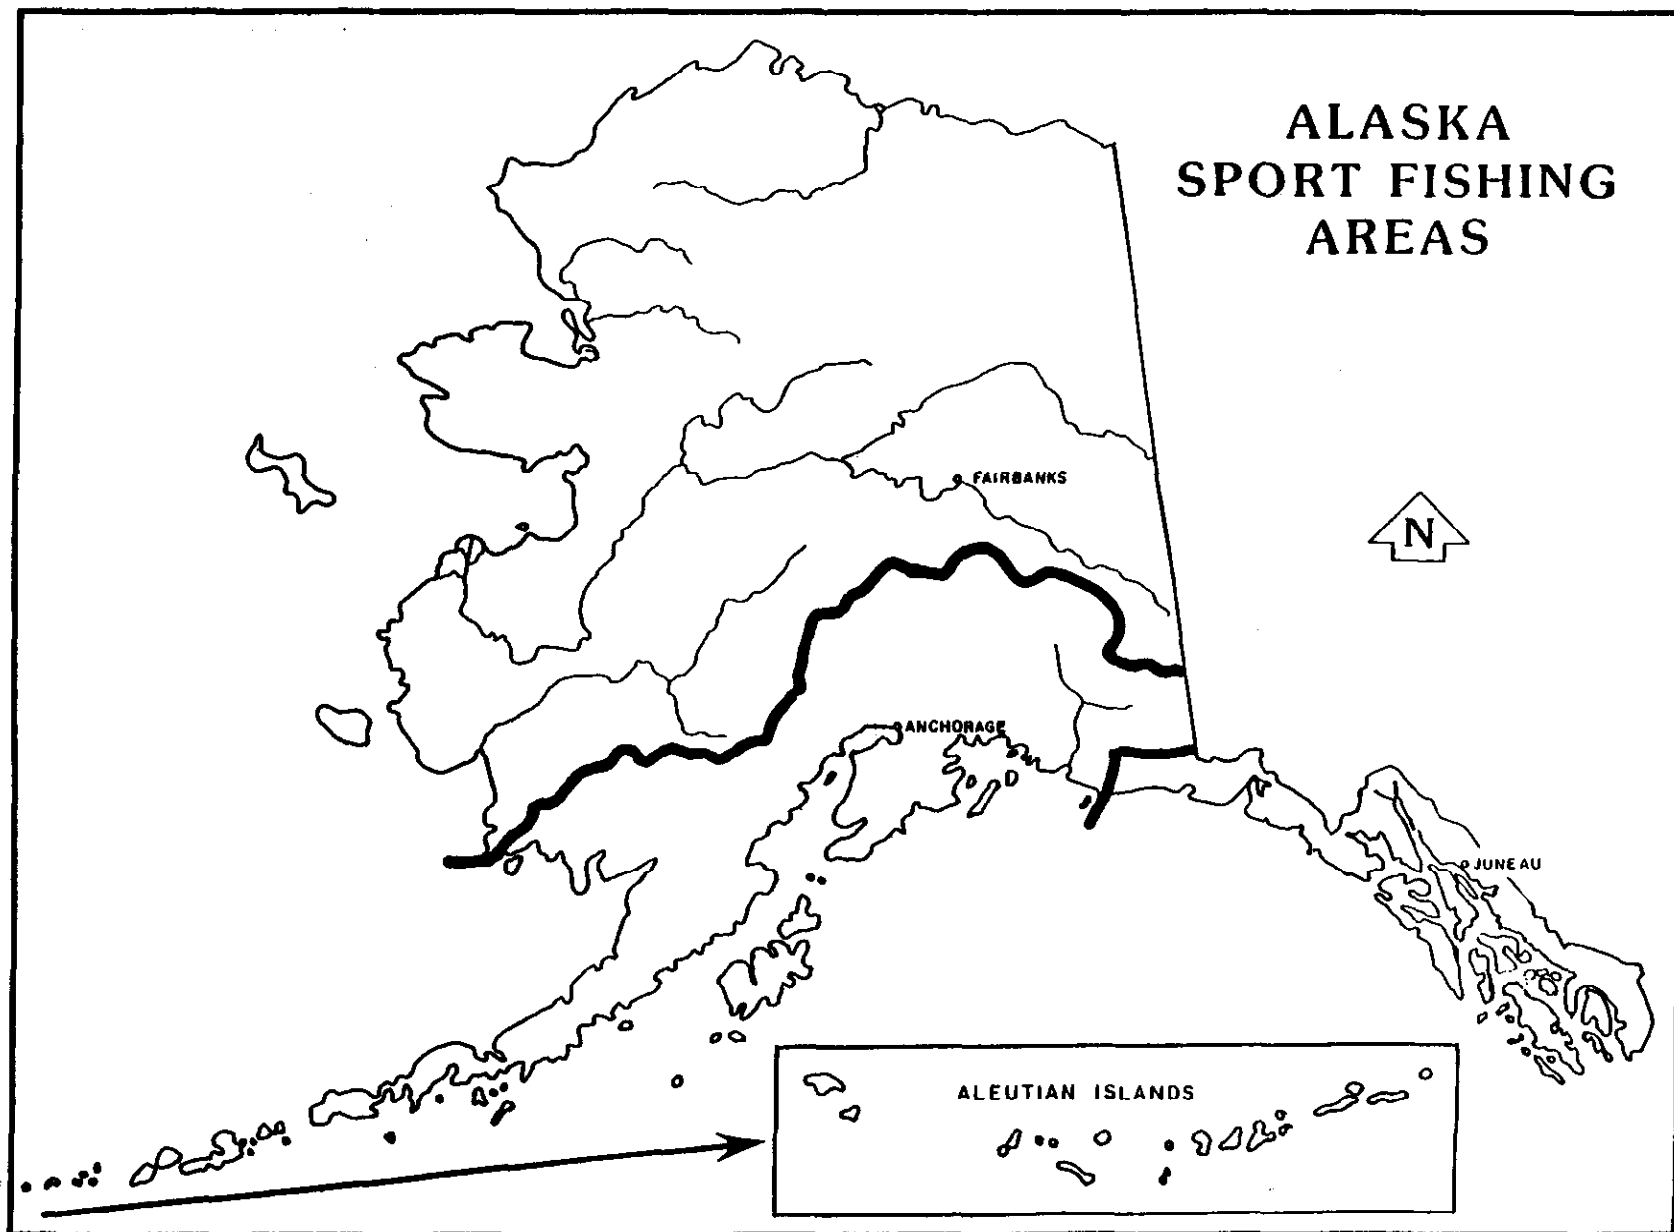 ALASKA
SPORT FISHING
AREAS
FAIRBANKS
N
ANCHORAGE
JUNEAU
ALEUTIAN ISLANDS